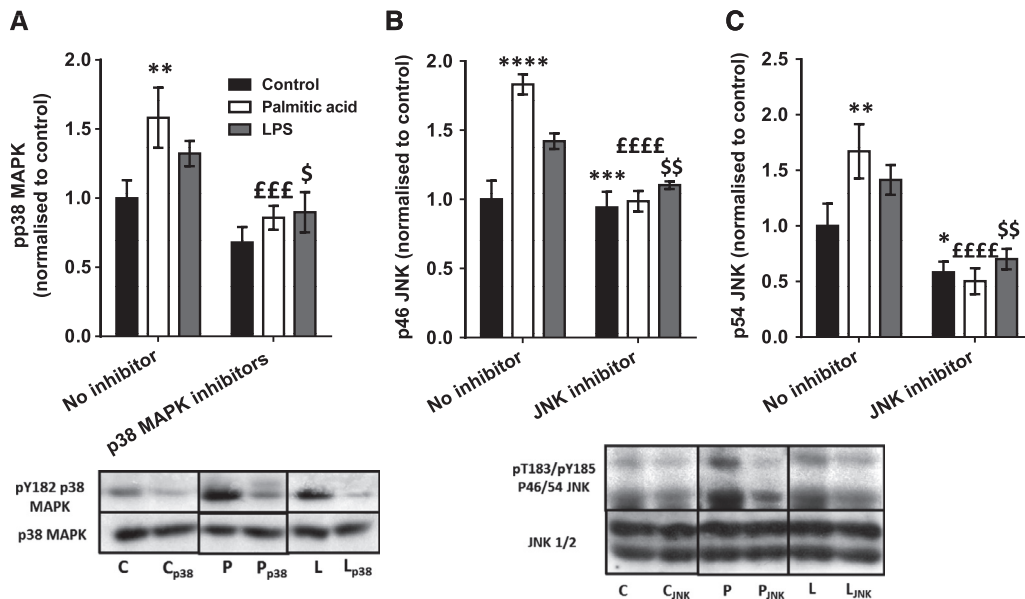 A
pp38 MAPK
(normalised to control)
2.0
1.5
1.0
0.5
0.0
**
£££
$
Control
Palmitic acid
LPS
No inhibitor
p38 MAPK inhibitors
pY182 p38
MAPK
p38 MAPK
C Cp38 P Pp38 L Lp38
B
p46 JNK (normalised to control)
2.0
1.5
1.0
0.5
0.0
****
***
££££
$$
No inhibitor
JNK inhibitor
C
p54 JNK (normalised to control)
2.5
2.0
1.5
1.0
0.5
0.0
**
*
££££
$$
No inhibitor
JNK inhibitor
pT183/pY185
P46/54 JNK
JNK 1/2
C CJNK P PJNK L LJNK